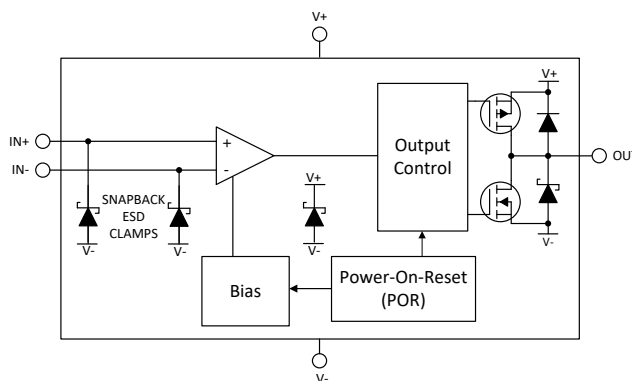 V+
V+
IN+
+
Output
Control
OUT
IN-
-
V+
SNAPBACK
ESD
CLAMPS
V-
V-
V-
V-
Bias
Power-On-Reset
(POR)
V-